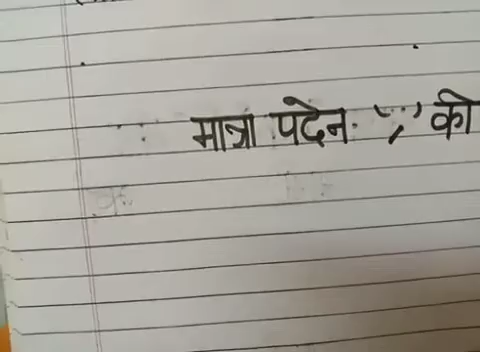 मात्रा पदेन ` ्र ' की